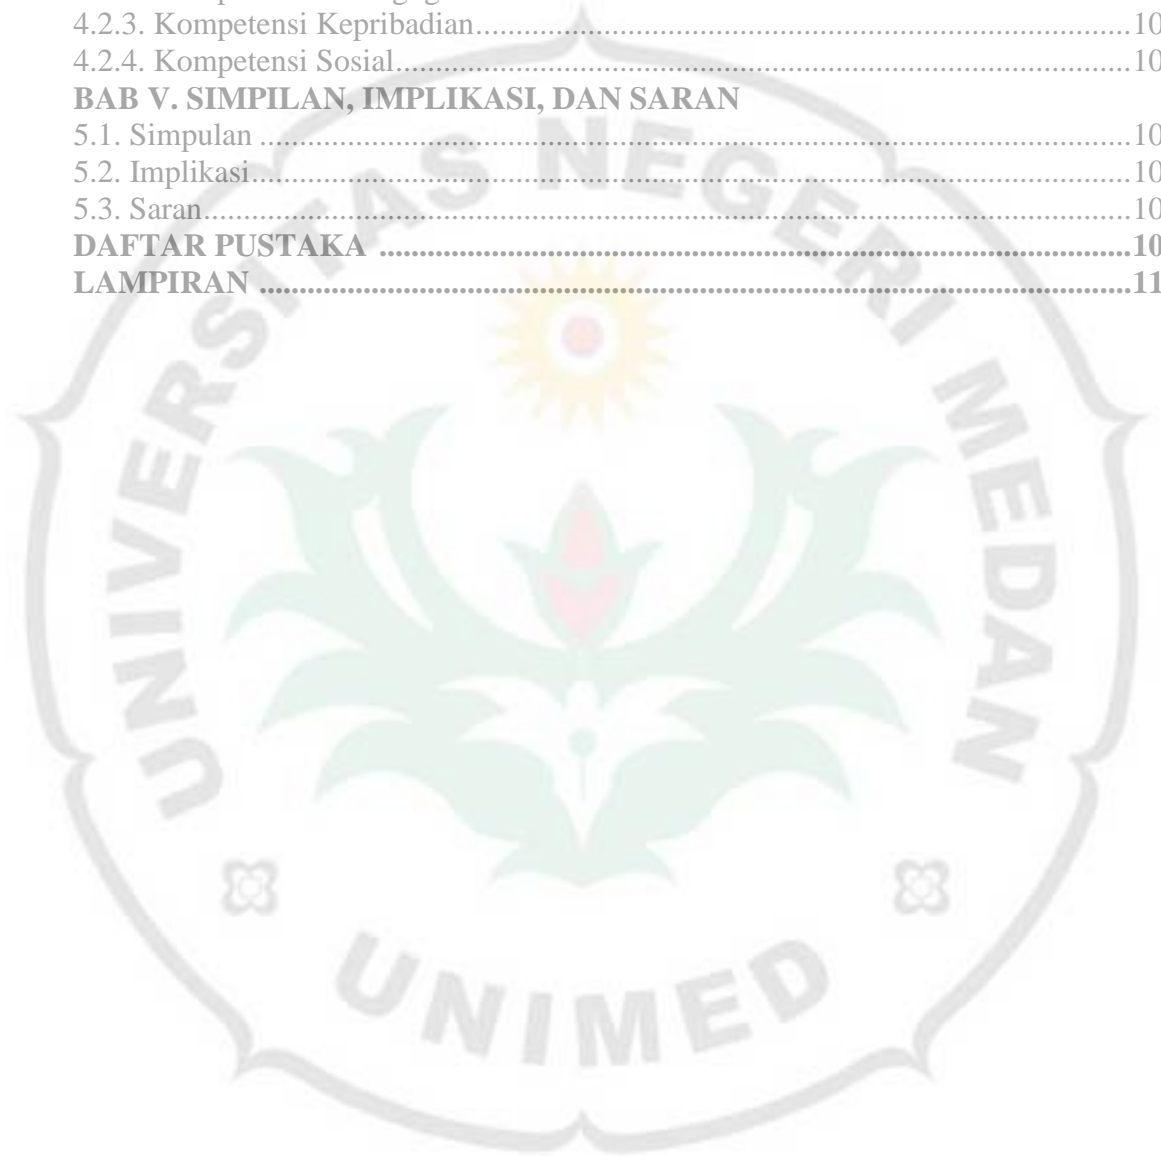 4.2.3. Kompetensi Kepribadian....................................................................................10
4.2.4. Kompetensi Sosial..............................................................................................10
BAB V. SIMPILAN, IMPLIKASI, DAN SARAN
5.1. Simpulan ...............................................................................................................10
5.2. Implikasi................................................................................................................10
5.3. Saran......................................................................................................................10
DAFTAR PUSTAKA ...............................................................................................10
LAMPIRAN ..............................................................................................................11
UNIVERSITAS NEGERI MEDAN
UNIMED